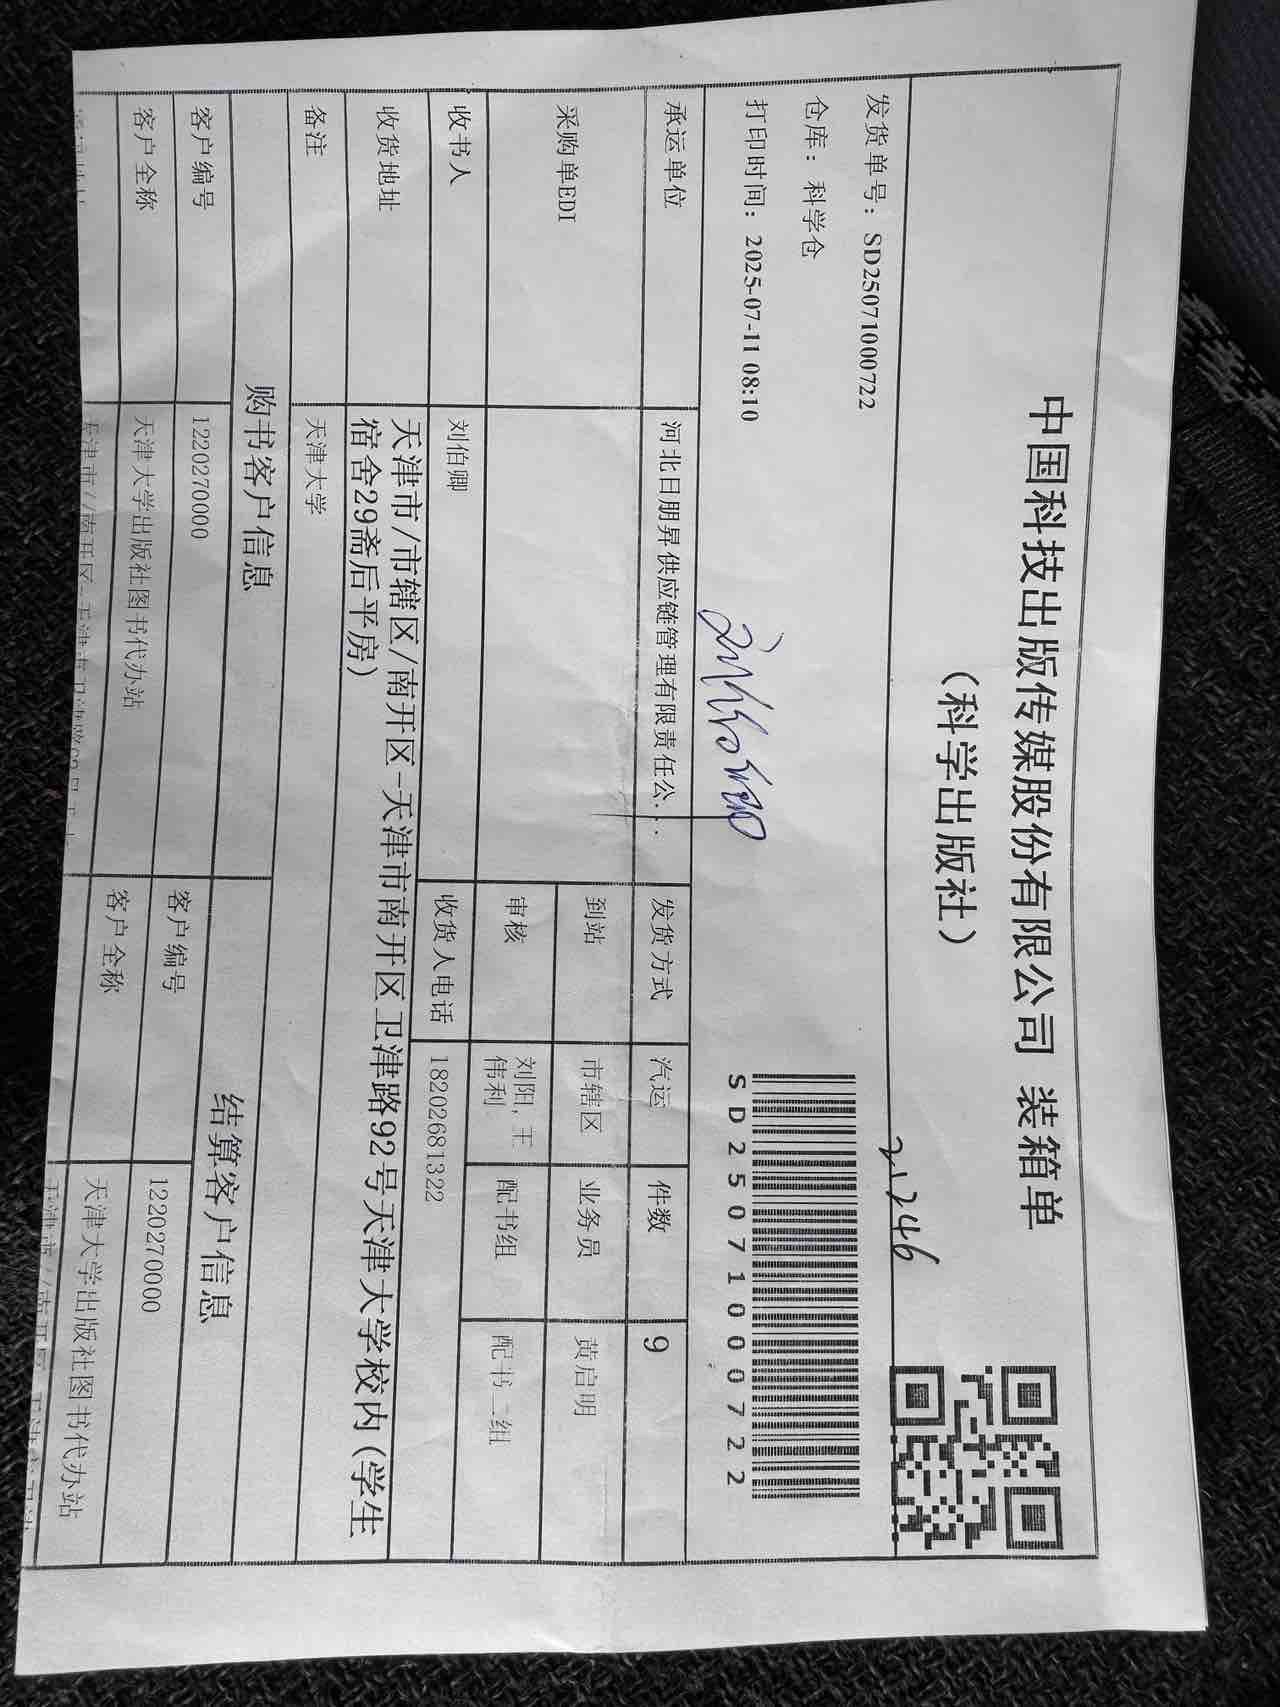 中国科技出版传媒股份有限公司 装箱单
(科学出版社)
21246
发货单号: SD25071000722
仓库: 科学仓
打印时间: 2025-07-11 08:10
SD25071000722
承运单位 河北日朋昇供应链管理有限责任公... 发货方式 汽运 件数 9
采购单EDI 到站 市辖区 业务员 黄启明
审核 刘阳, 王伟利 配书组 配书二组
收书人 刘伯卿 收货人电话 18202681322
收货地址 天津市/市辖区/南开区-天津市南开区卫津路92号天津大学校内(学生
宿舍29斋后平房)
备注 天津大学
购书客户信息 结算客户信息
客户编号 1220270000 客户编号 1220270000
客户全称 天津大学出版社图书代办站 客户全称 天津大学出版社图书代办站